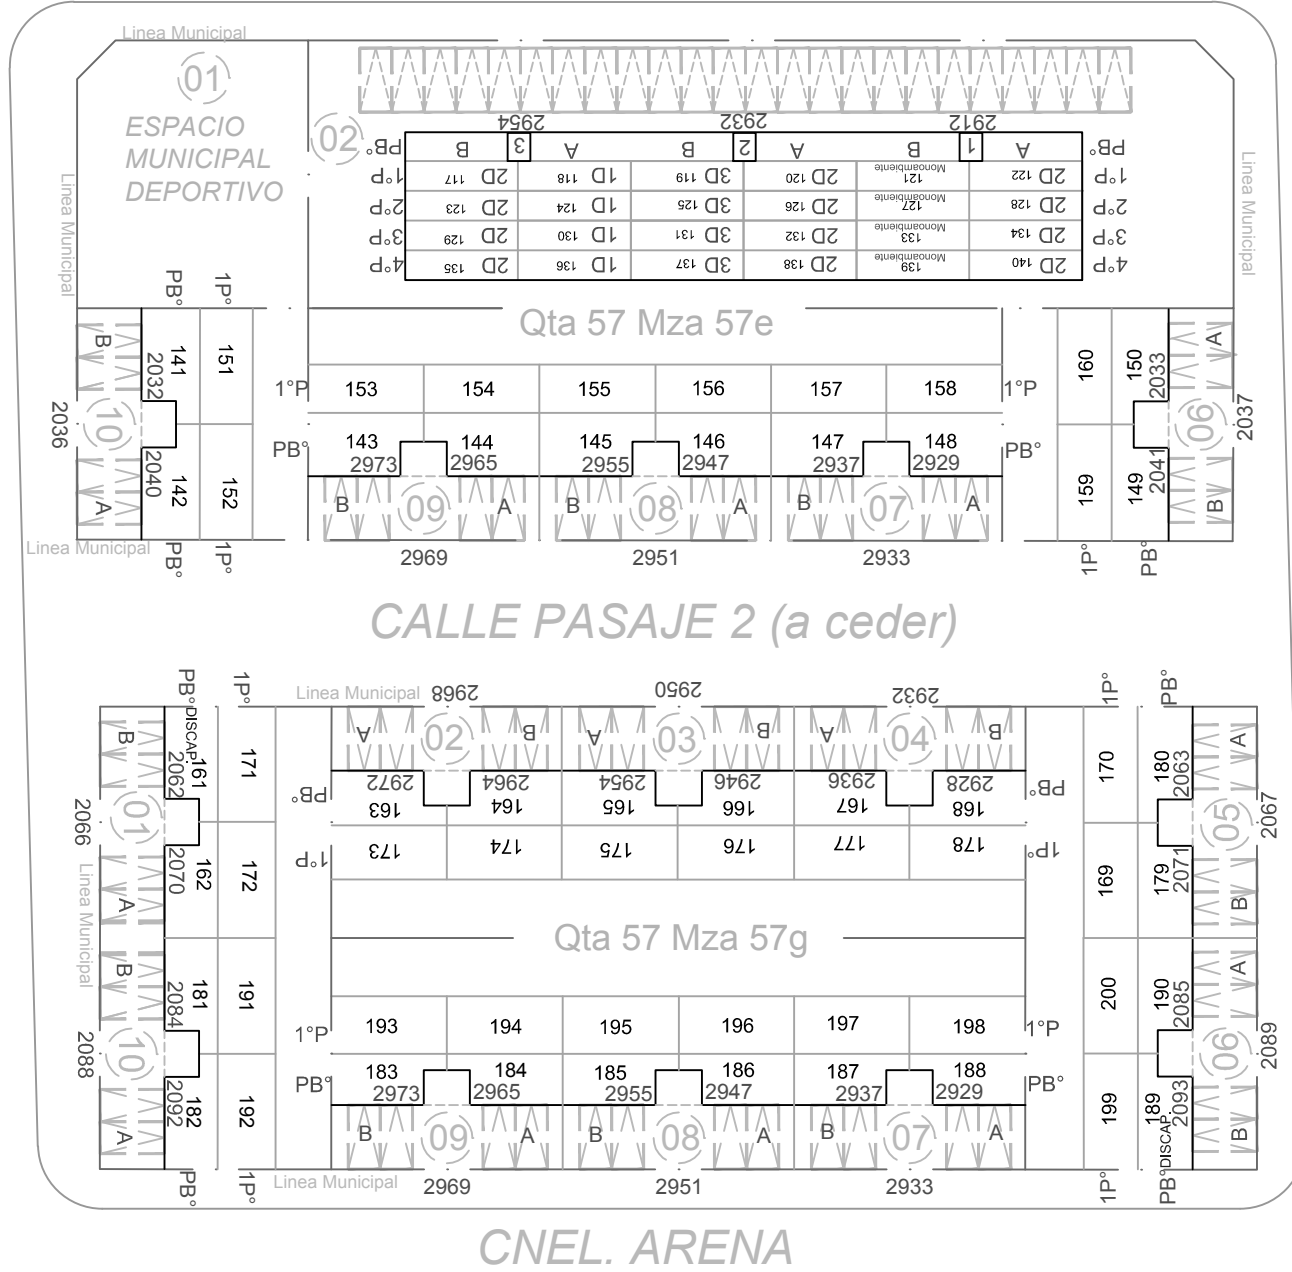 Linea Municipal
01
ESPACIO
MUNICIPAL
DEPORTIVO
Linea Municipal
Linea Municipal
02
2954 2932 2912
PB° B 3 A B 2 A B 1 A PB°
1°P 117 2D 118 1D 119 3D 120 2D 121 Monoambiente 122 2D 1°P
2°P 123 2D 124 1D 125 3D 126 2D 127 Monoambiente 128 2D 2°P
3°P 129 2D 130 1D 131 3D 132 2D 133 Monoambiente 134 2D 3°P
4°P 135 2D 136 1D 137 3D 138 2D 139 Monoambiente 140 2D 4°P
PB° 1P°
Qta 57 Mza 57e
B 2032 141 151
1°P 153 154 155 156 157 158 1°P
160 150 2033 A
2036 10
06 2037
PB° 143 144 145 146 147 148 PB°
2973 2965 2955 2947 2937 2929
A 2040 142 152
B 09 A B 08 A B 07 A
159 149 2041 B
Linea Municipal
PB° 1P°
2969 2951 2933
1P° PB°
CALLE PASAJE 2 (a ceder)
PB°DISCAP. 1P°
Linea Municipal
2968 2950 2932
1P° PB°
B 2062 161 171
A 02 B A 03 B A 04 B
170 180 2063 A
2972 2964 2954 2946 2936 2928
PB° 163 164 165 166 167 168 PB°
2066 01
05 2067
1°P 173 174 175 176 177 178 1P°
A 2070 162 172
169 179 2071 B
Linea Municipal
Qta 57 Mza 57g
B 2084 181 191
200 190 2085 A
1°P 193 194 195 196 197 198 1°P
2088 10
06 2089
PB° 183 184 185 186 187 188 PB°
2973 2965 2955 2947 2937 2929
A 2092 182 192
B 09 A B 08 A B 07 A
199 189 2093 B
PB° 1P°
Linea Municipal
2969 2951 2933
1P° PB°DISCAP.
CNEL. ARENA